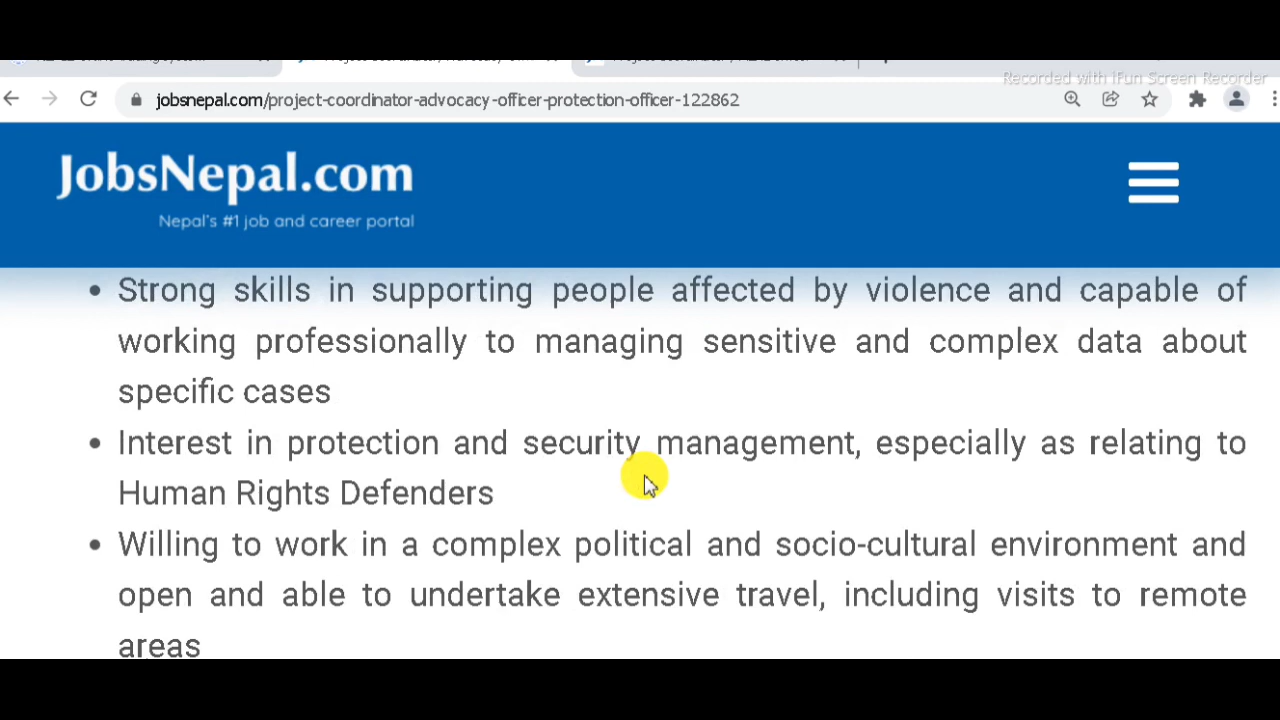 Recorded with iFun Screen Recorder
jobsnepal.com/project-coordinator-advocacy-officer-protection-officer-122862
JobsNepal.com
Nepal's #1 job and career portal
• Strong skills in supporting people affected by violence and capable of
working professionally to managing sensitive and complex data about
specific cases
• Interest in protection and security management, especially as relating to
Human Rights Defenders
• Willing to work in a complex political and socio-cultural environment and
open and able to undertake extensive travel, including visits to remote
areas